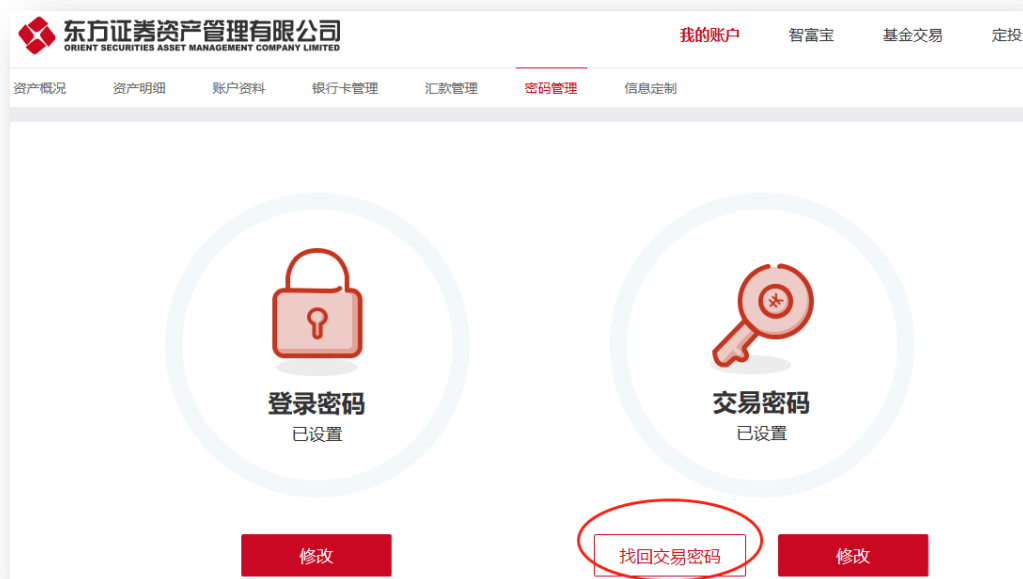 东方证券资产管理有限公司
ORIENT SECURITIES ASSET MANAGEMENT COMPANY LIMITED
我的账户 智富宝 基金交易 定投
资产概况 资产明细 账户资料 银行卡管理 汇款管理 密码管理 信息定制
登录密码 交易密码
已设置 已设置
修改 找回交易密码 修改